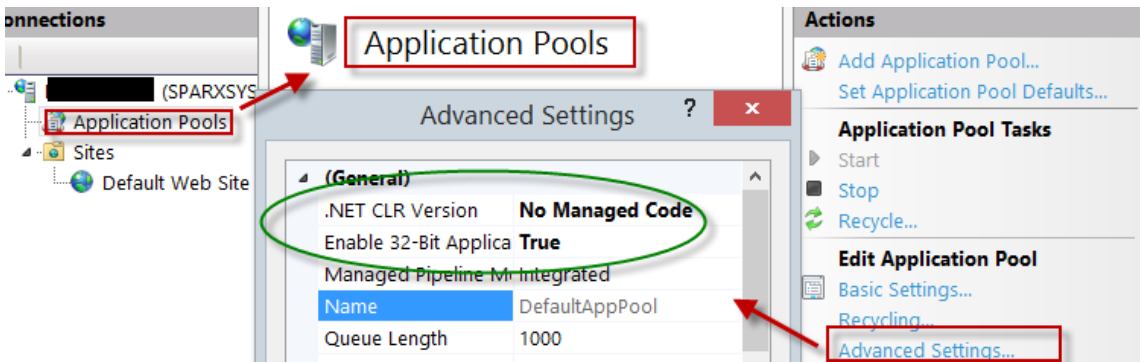 onnections
(SPARXSYS
Application Pools
Sites
Default Web Site
Application Pools
Advanced Settings
?
x
(General)
.NET CLR Version No Managed Code
Enable 32-Bit Applica True
Managed Pipeline M Integrated
Name DefaultAppPool
Queue Length 1000
Actions
Add Application Pool...
Set Application Pool Defaults...
Application Pool Tasks
Start
Stop
Recycle...
Edit Application Pool
Basic Settings...
Recycling...
Advanced Settings...